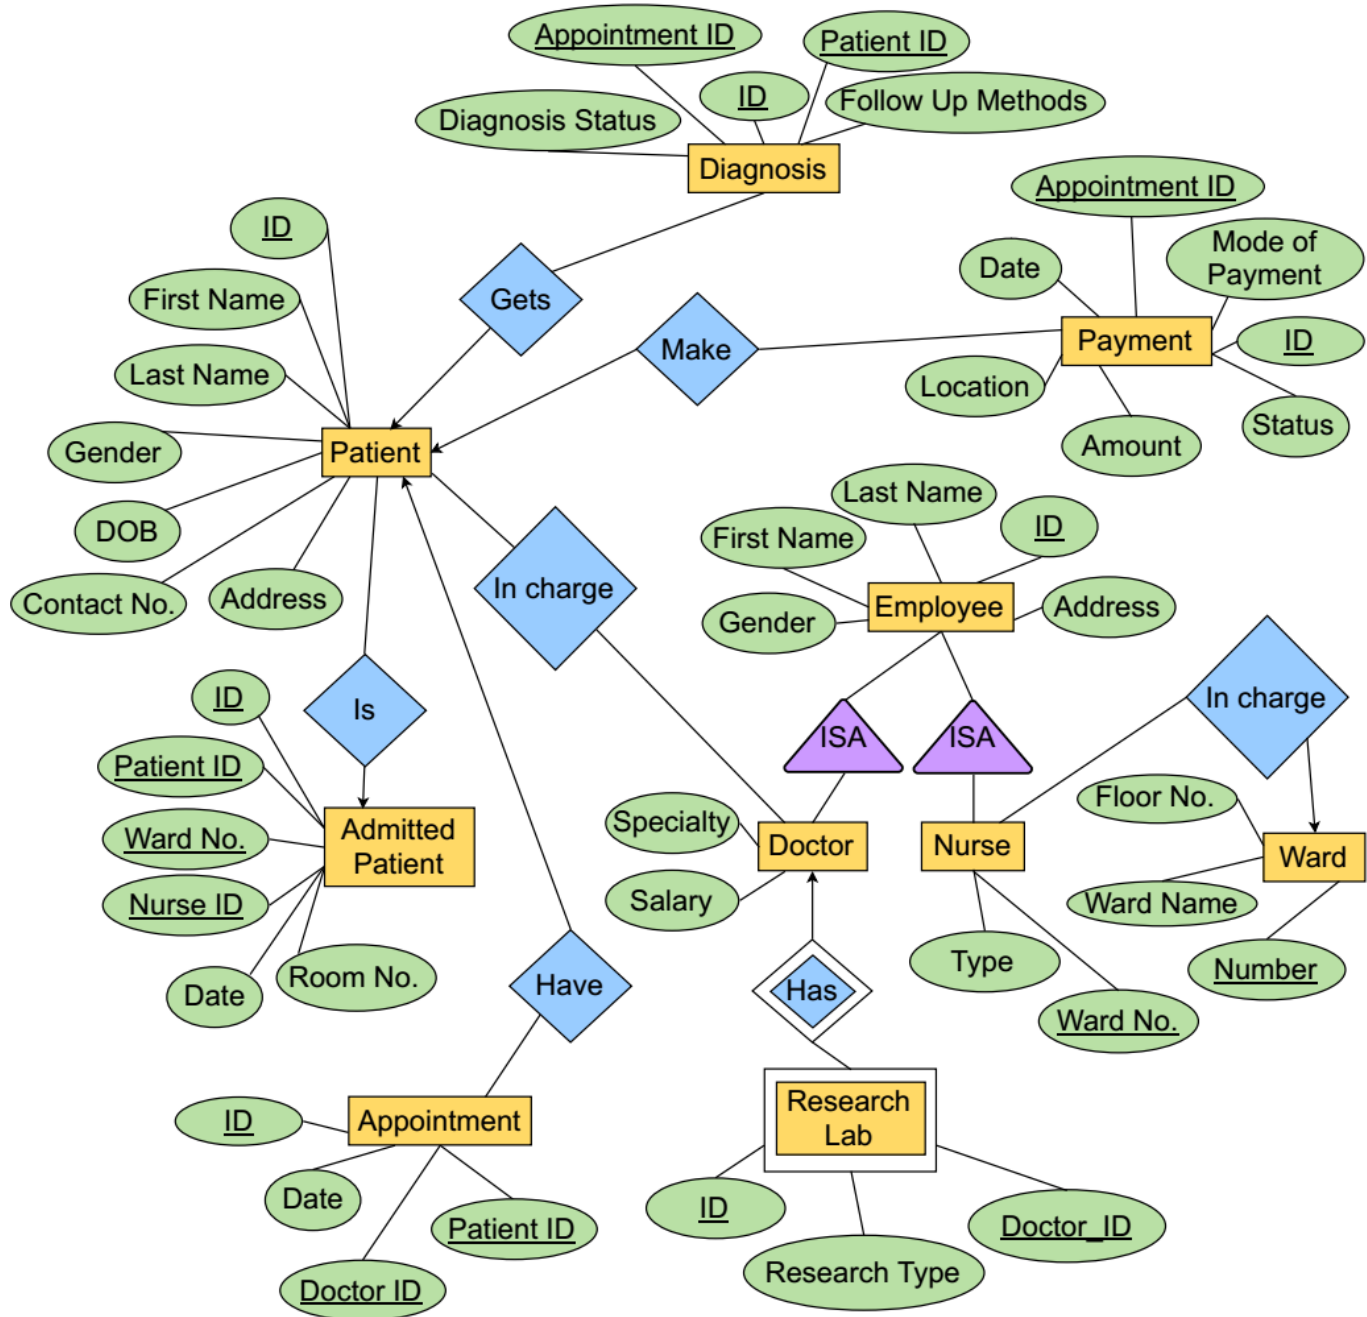 Appointment ID
Patient ID
ID
Follow Up Methods
Diagnosis Status
Diagnosis
Appointment ID
Mode of
Payment
Date
ID
Payment
Location
Status
Amount
ID
First Name
Last Name
Gender
Patient
DOB
Contact No.
Address
Gets
Make
In charge
Last Name
First Name
ID
Employee
Address
Gender
ISA
ISA
In charge
Is
ID
Patient ID
Ward No.
Nurse ID
Date
Room No.
Admitted
Patient
Specialty
Salary
Doctor
Nurse
Floor No.
Ward
Ward Name
Number
Type
Ward No.
Have
Has
ID
Appointment
Date
Patient ID
Doctor ID
Research
Lab
ID
Doctor_ID
Research Type